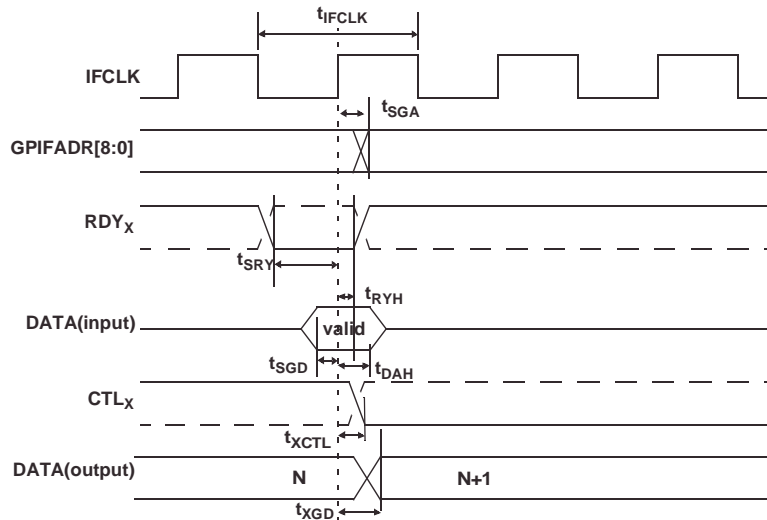 tIFCLK
IFCLK
tSGA
GPIFADR[8:0]
RDYX
tSRY
tRYH
DATA(input)
valid
tSGD
tDAH
CTLX
tXCTL
DATA(output)
N
N+1
tXGD